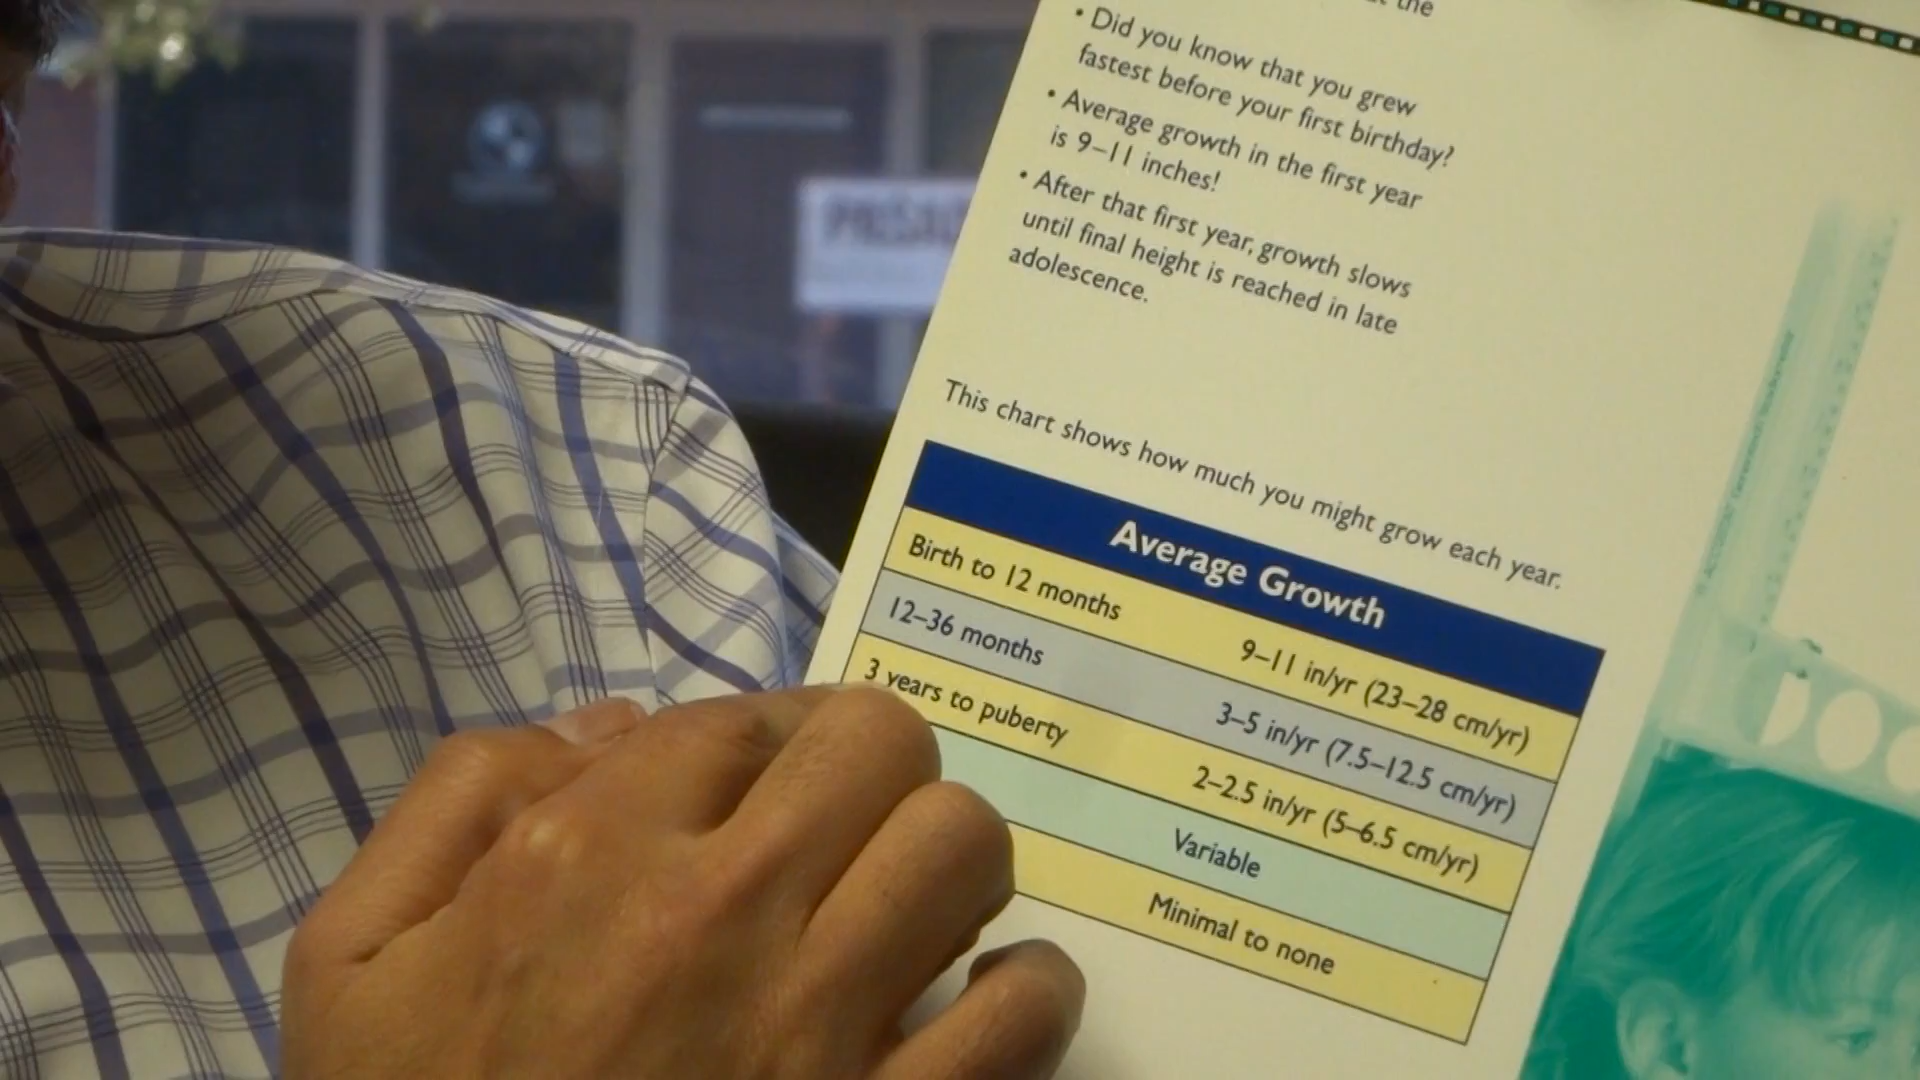 the
• Did you know that you grew
fastest before your first birthday?
• Average growth in the first year
is 9–11 inches!
• After that first year, growth slows
until final height is reached in late
adolescence.
This chart shows how much you might grow each year.
Average Growth
Birth to 12 months 9–11 in/yr (23–28 cm/yr)
12–36 months 3–5 in/yr (7.5–12.5 cm/yr)
3 years to puberty 2–2.5 in/yr (5–6.5 cm/yr)
Variable
Minimal to none